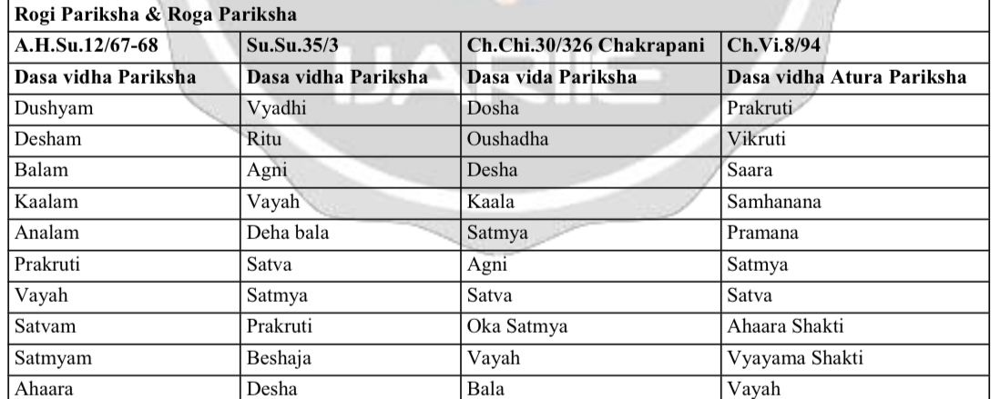 Rogi Pariksha & Roga Pariksha
A.H.Su.12/67-68 Su.Su.35/3 Ch.Chi.30/326 Chakrapani Ch.Vi.8/94
Dasa vidha Pariksha Dasa vidha Pariksha Dasa vida Pariksha Dasa vidha Atura Pariksha
Dushyam Vyadhi Dosha Prakruti
Desham Ritu Oushadha Vikruti
Balam Agni Desha Saara
Kaalam Vayah Kaala Samhanana
Analam Deha bala Satmya Pramana
Prakruti Satva Agni Satmya
Vayah Satmya Satva Satva
Satvam Prakruti Oka Satmya Ahaara Shakti
Satmyam Beshaja Vayah Vyayama Shakti
Ahaara Desha Bala Vayah
IJARIIE